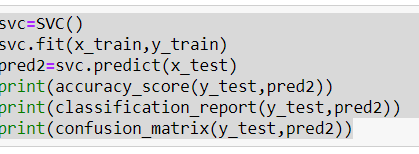 svc=SVC()
svc.fit(x_train,y_train)
pred2=svc.predict(x_test)
print(accuracy_score(y_test,pred2))
print(classification_report(y_test,pred2))
print(confusion_matrix(y_test,pred2))